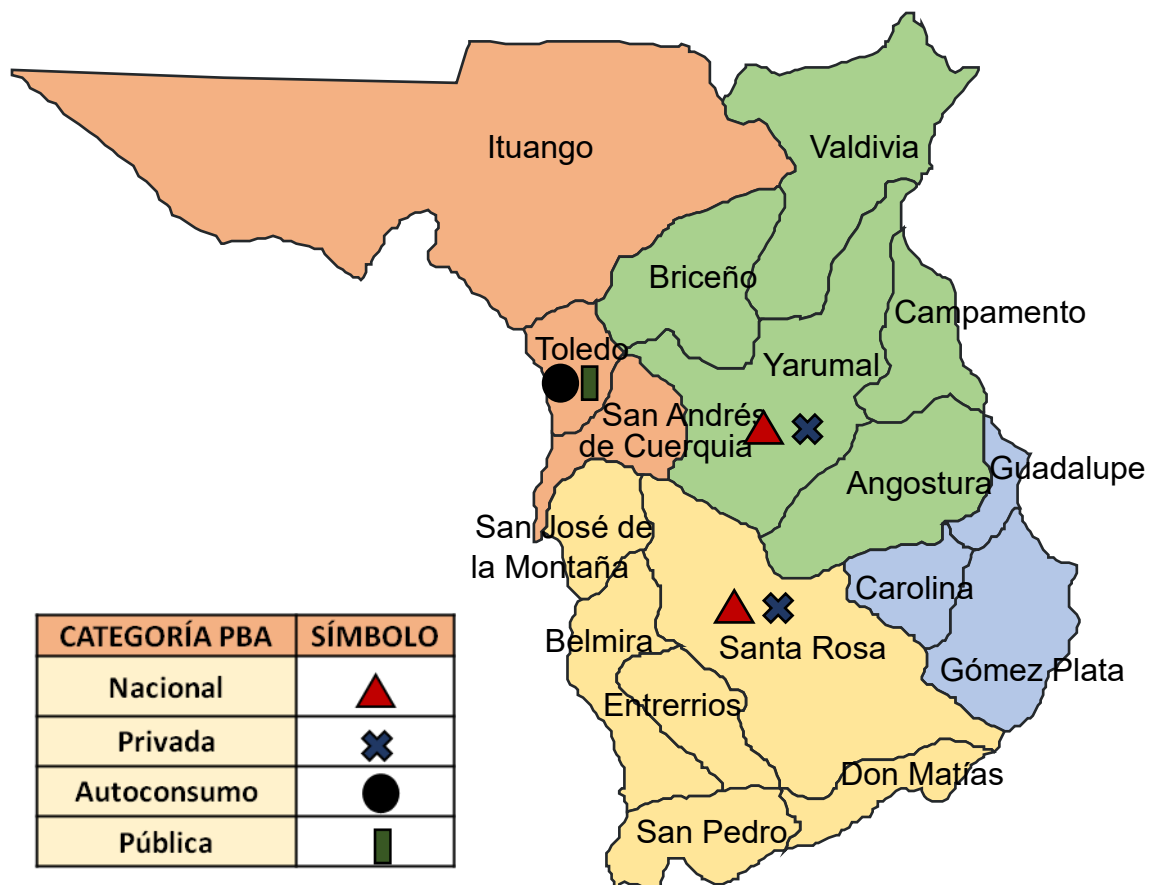 Ituango
Valdivia
Briceño
Campamento
Toledo
Yarumal
San Andrés
de Cuerquia
Guadalupe
Angostura
San José de
la Montaña
Carolina
Belmira
Santa Rosa
Gómez Plata
Entrerrios
Don Matías
San Pedro
CATEGORÍA PBA SÍMBOLO
Nacional
Privada
Autoconsumo
Pública